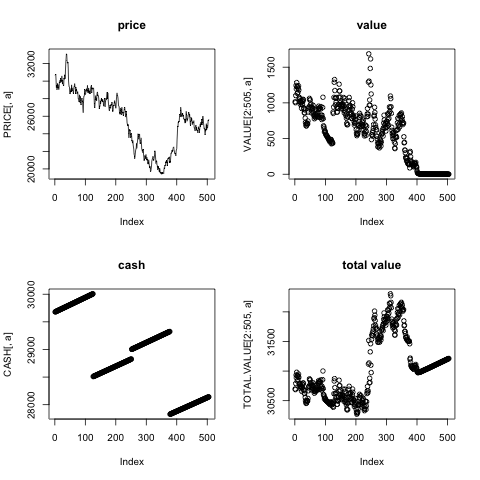 price
PRICE[, a]
20000 26000 32000
0 100 200 300 400 500
Index
value
VALUE[2:505, a]
0 500 1000 1500
0 100 200 300 400 500
Index
cash
CASH[, a]
28000 29000 30000
0 100 200 300 400 500
Index
total value
TOTAL.VALUE[2:505, a]
30500 31500
0 100 200 300 400 500
Index